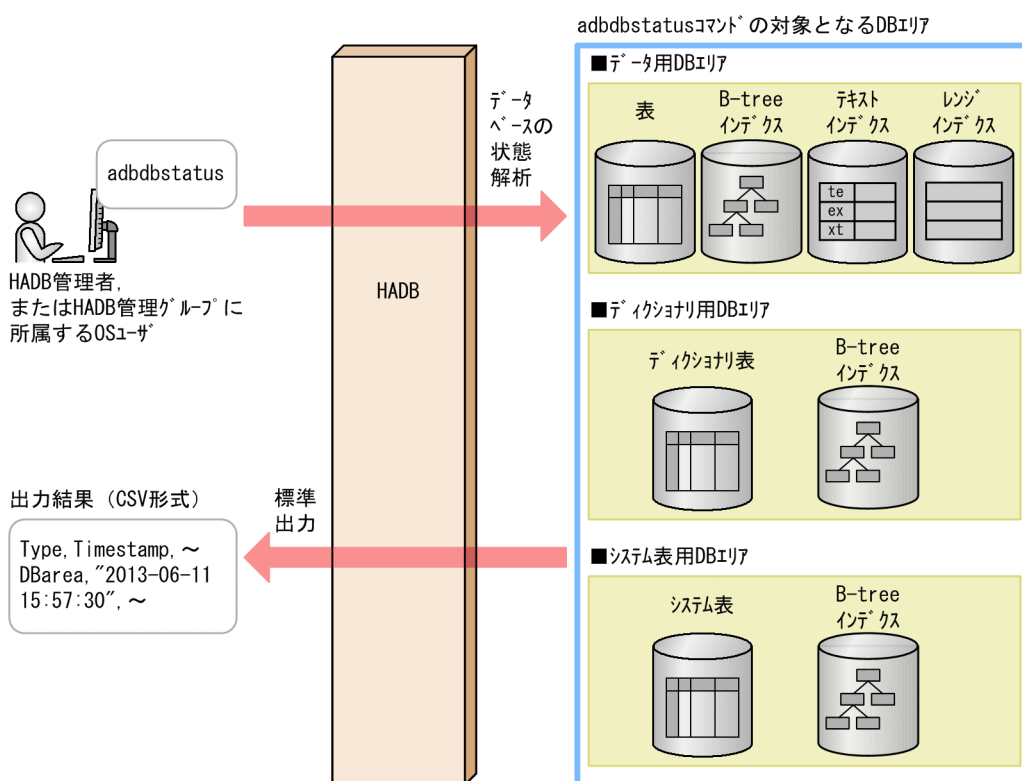 adbdbstatusコマンドの対象となるDBエリア
■データ用DBエリア
表
B-tree
インデクス
テキスト
インデクス
レンジ
インデクス
te
ex
xt
データ
ベースの
状態
解析
adbdbstatus
HADB管理者,
またはHADB管理グループに
所属するOSユーザ
HADB
■ディクショナリ用DBエリア
ディクショナリ表
B-tree
インデクス
出力結果（CSV形式）
標準
出力
Type,Timestamp,～
DBarea,"2013-06-11
15:57:30",～
■システム表用DBエリア
システム表
B-tree
インデクス